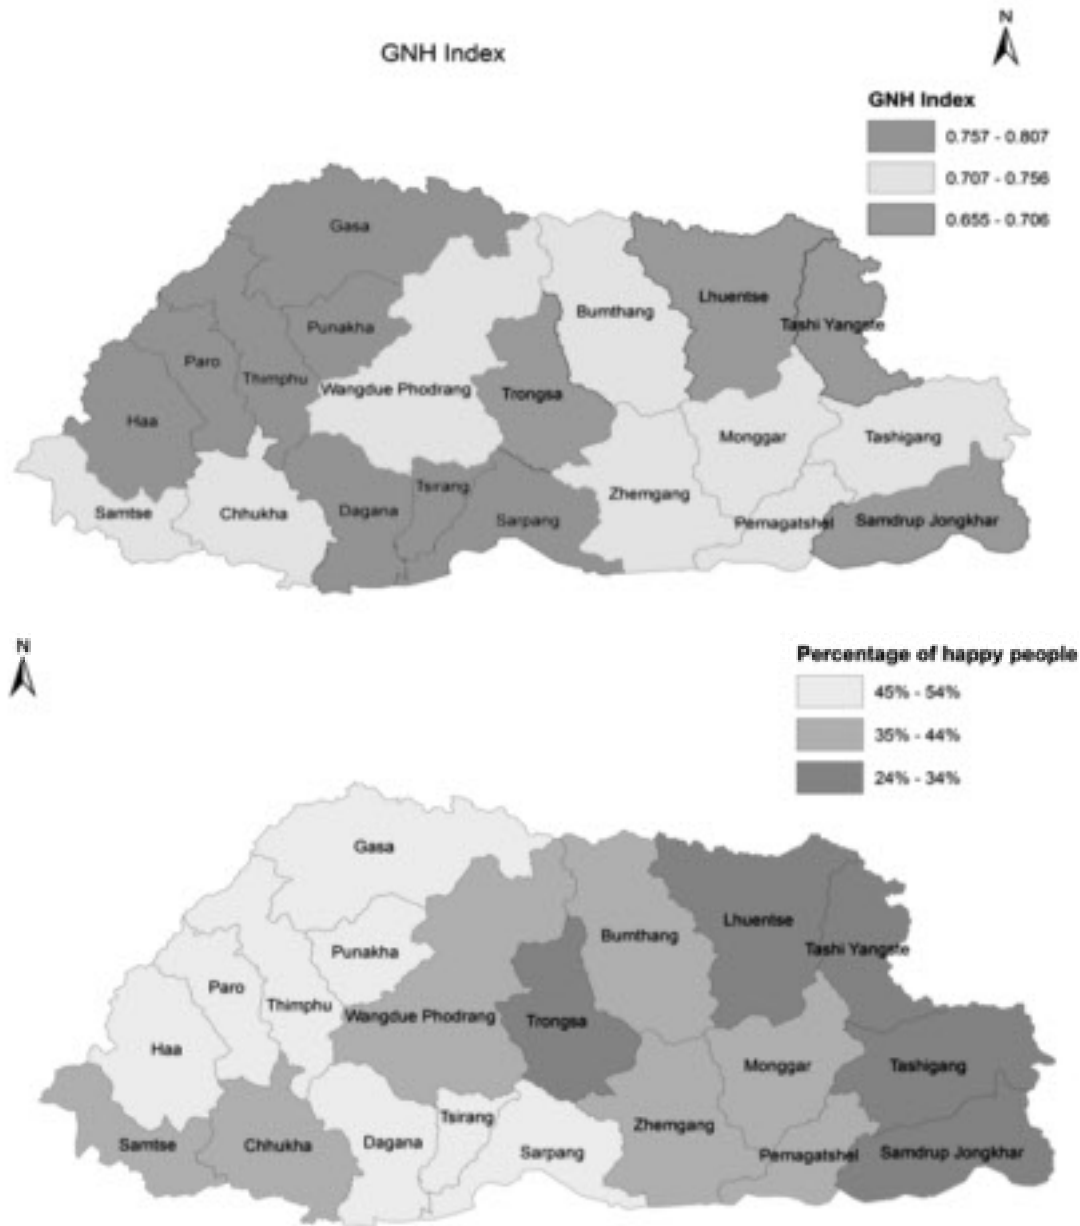 N
GNH Index
GNH Index
0.757 - 0.807
0.707 - 0.756
0.655 - 0.706
Gasa
Lhuentse
Bumthang
Tashi Yangste
Punakha
Paro
Thimphu
Wangdue Phodrang
Trongsa
Haa
Monggar
Tashigang
Tsirang
Zhemgang
Samtse
Chhukha
Dagana
Sarpang
Pemagatshel
Samdrup Jongkhar
N
Percentage of happy people
45% - 54%
35% - 44%
24% - 34%
Gasa
Lhuentse
Bumthang
Tashi Yangste
Punakha
Paro
Thimphu
Wangdue Phodrang
Trongsa
Haa
Monggar
Tashigang
Tsirang
Zhemgang
Samtse
Chhukha
Dagana
Sarpang
Pemagatshel
Samdrup Jongkhar